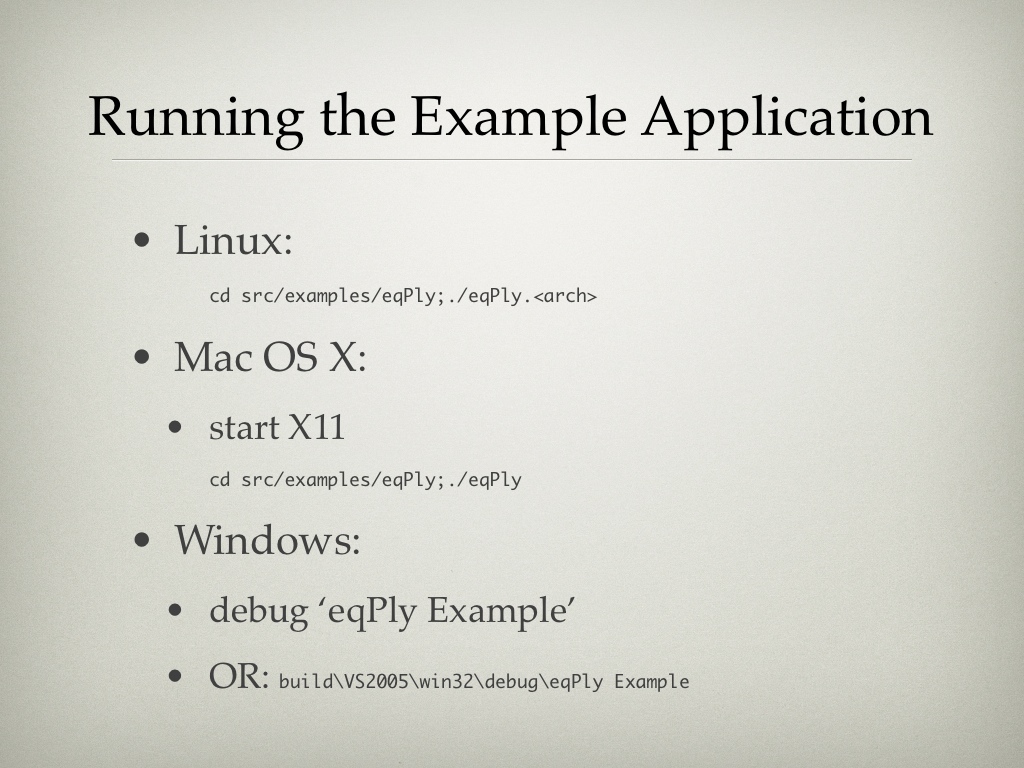 Running the Example Application
• Linux:
cd src/examples/eqPly;./eqPly.<arch>
• Mac OS X:
• start X11
cd src/examples/eqPly;./eqPly
• Windows:
• debug ‘eqPly Example’
• OR: build\VS2005\win32\debug\eqPly Example